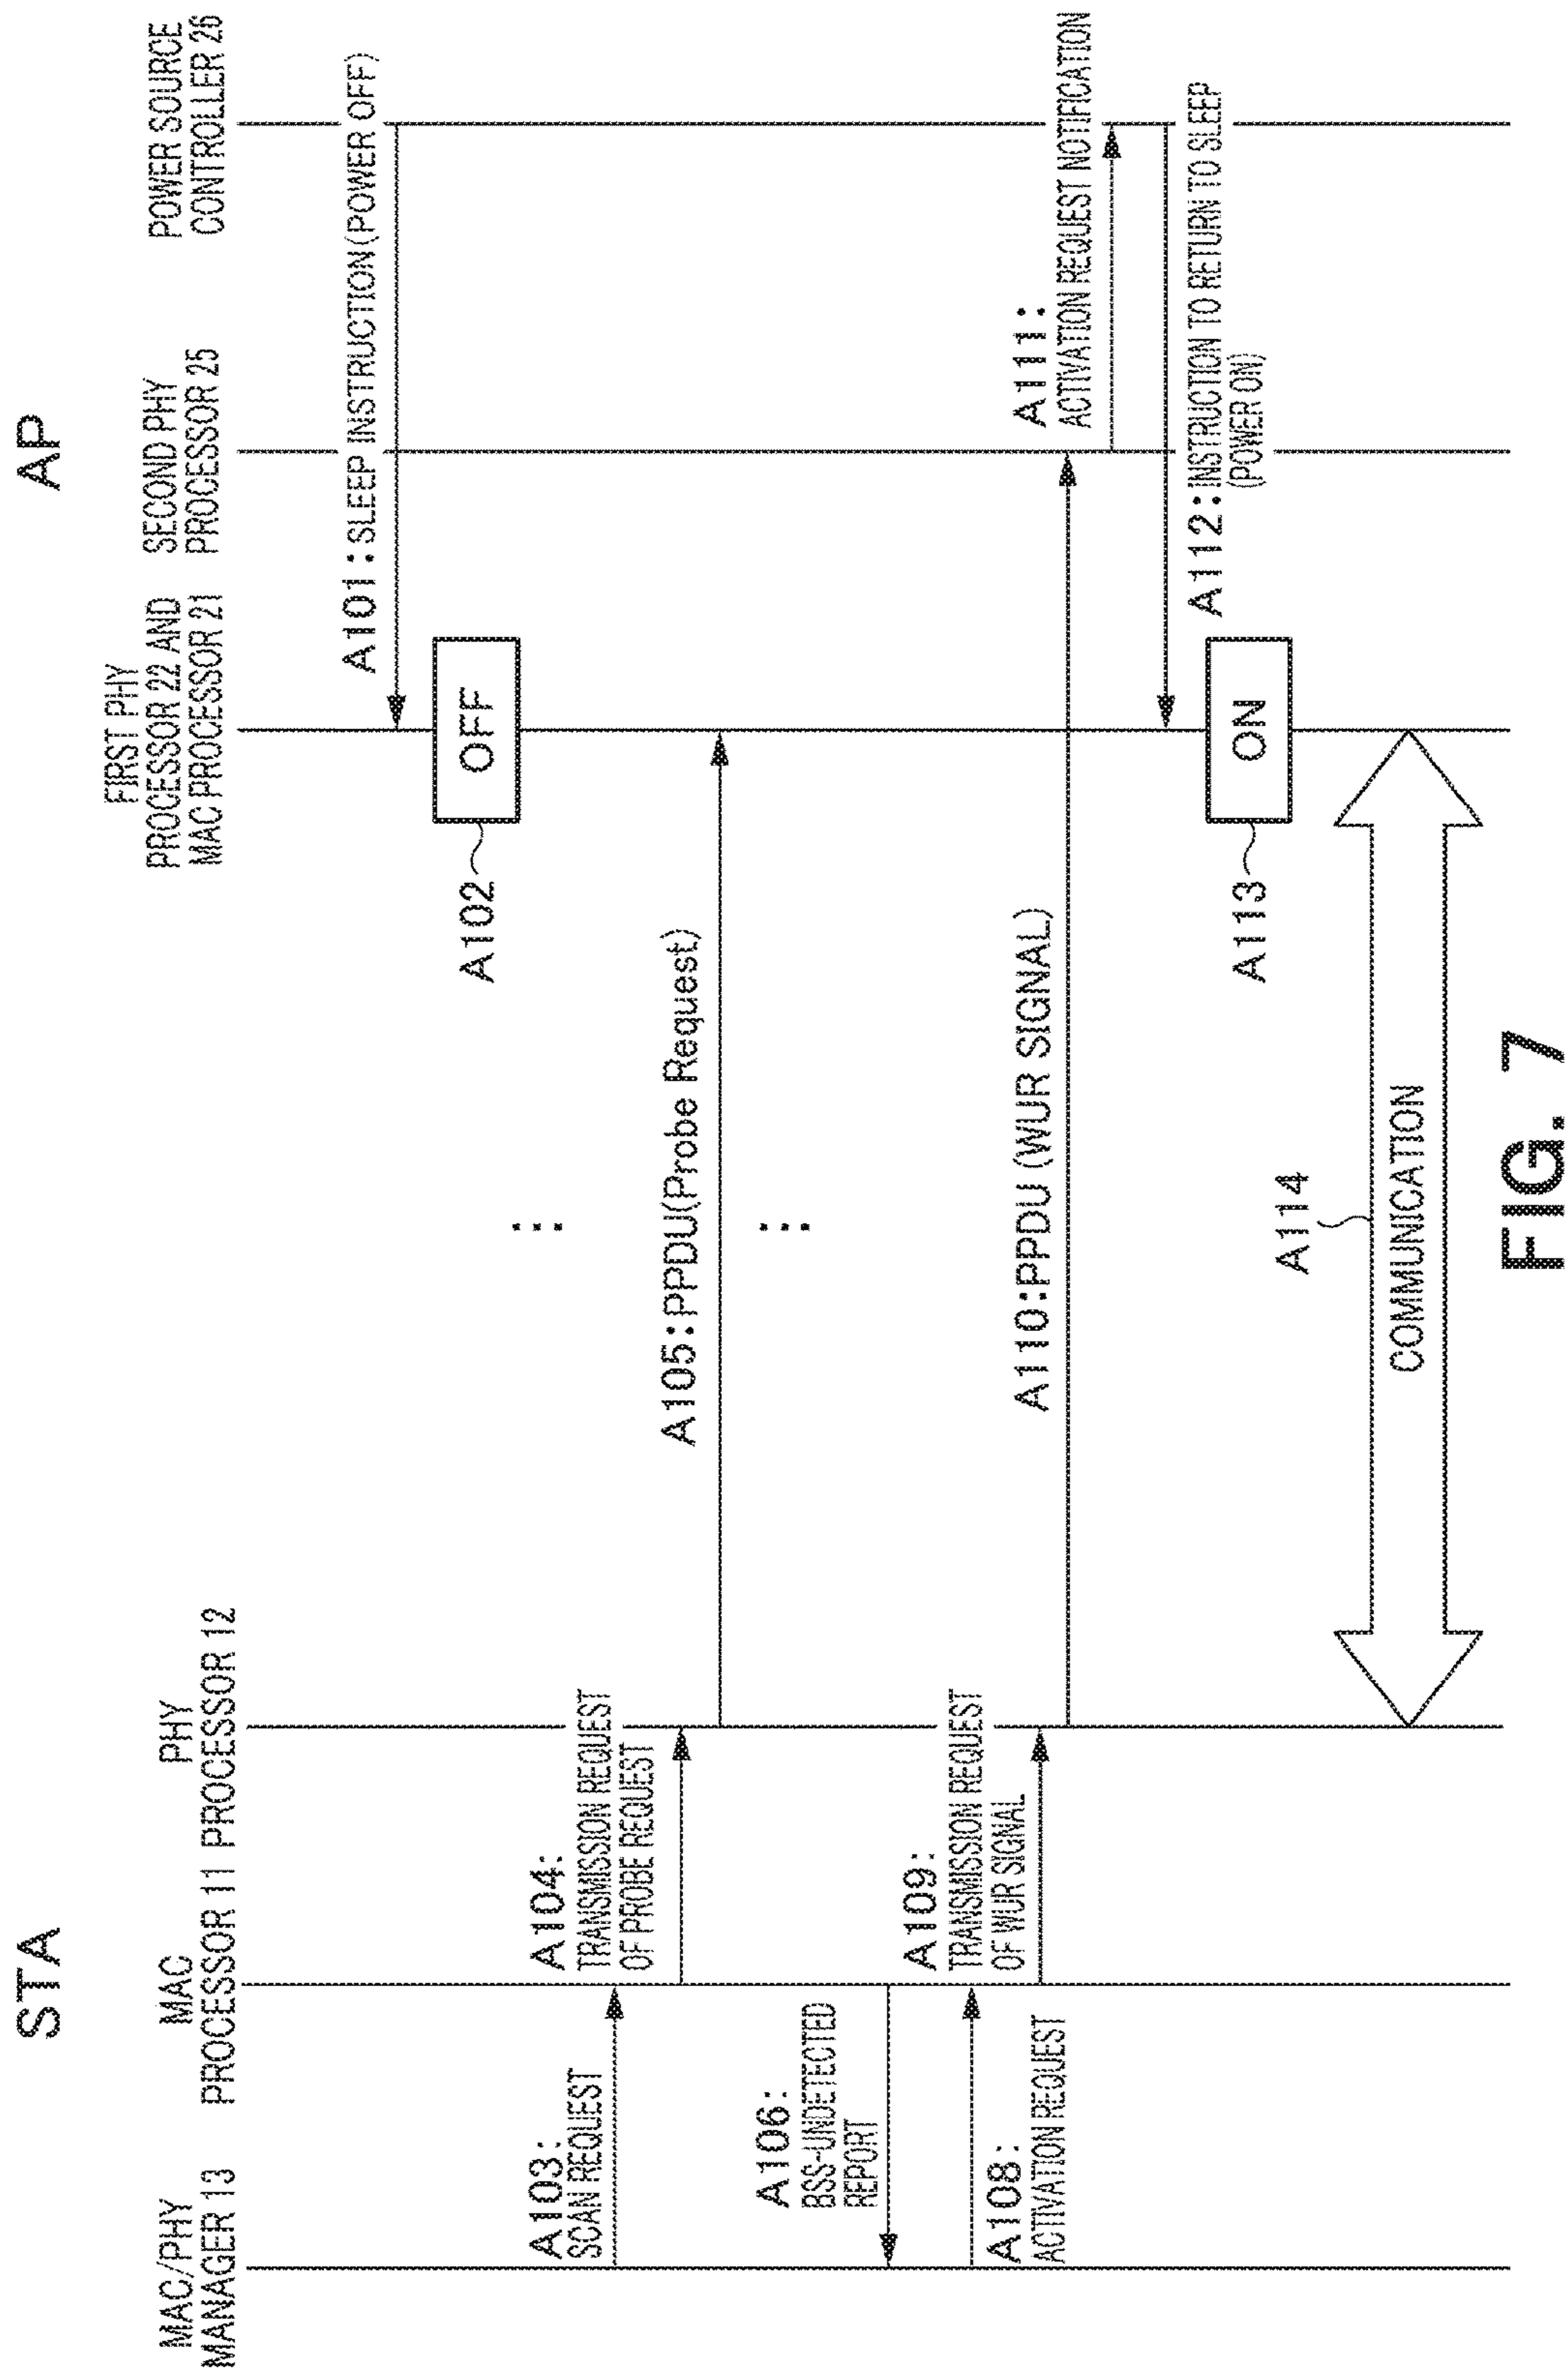 STA
AP
MAC/PHY
MANAGER 13
MAC
PROCESSOR 11
PHY
PROCESSOR 12
FIRST PHY
PROCESSOR 22 AND
MAC PROCESSOR 21
SECOND PHY
PROCESSOR 25
POWER SOURCE
CONTROLLER 26
A101:SLEEP INSTRUCTION(POWER OFF)
OFF
A102
A103:
SCAN REQUEST
A104:
TRANSMISSION REQUEST
OF PROBE REQUEST
A105:PPDU(Probe Request)
A106:
BSS-UNDETECTED
REPORT
A108:
ACTIVATION REQUEST
A109:
TRANSMISSION REQUEST
OF WUR SIGNAL
A110:PPDU (WUR SIGNAL)
A111:
ACTIVATION REQUEST NOTIFICATION
A112:INSTRUCTION TO RETURN TO SLEEP
(POWER ON)
ON
A113
A114
COMMUNICATION
FIG. 7